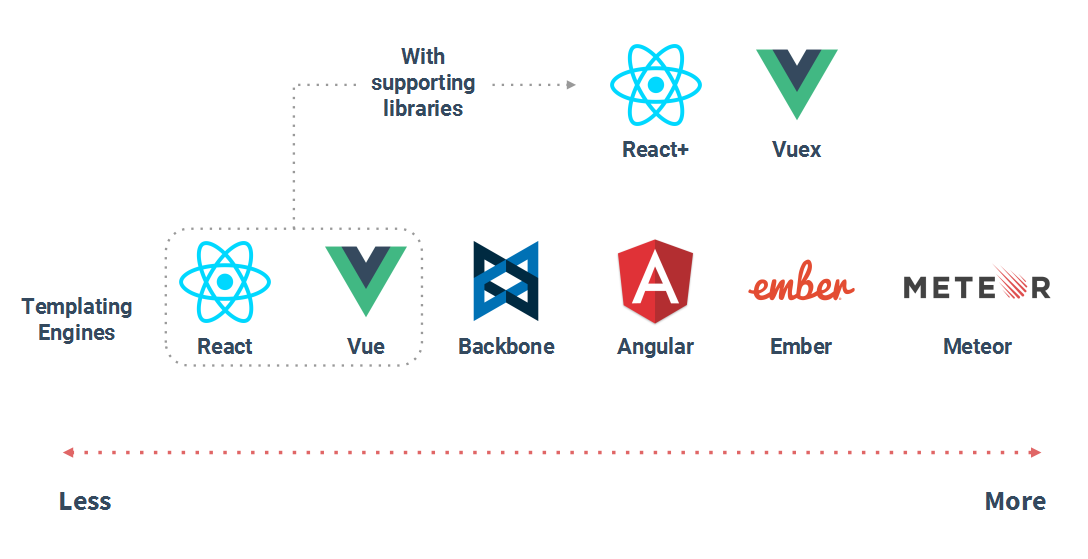 With
supporting
libraries
React+
Vuex
Templating
Engines
React
Vue
Backbone
A
Angular
ember
Ember
METEOR
Meteor
Less
More